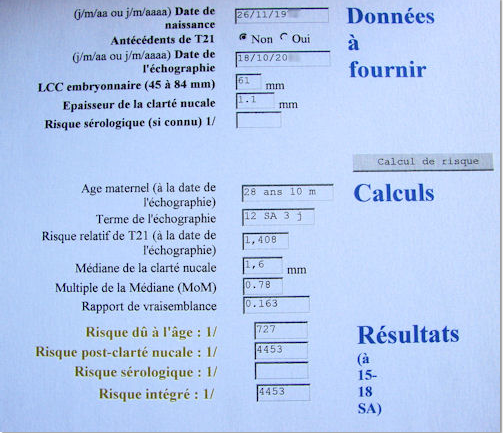 (j/m/aa ou j/m/aaaa) Date de
naissance
26/11/19
Antécédents de T21
Non
Oui
(j/m/aa ou j/m/aaaa) Date de
l'échographie
18/10/20
LCC embryonnaire (45 à 84 mm)
61
mm
Epaisseur de la clarté nucale
1.1
mm
Risque sérologique (si connu) 1/
Données
à
fournir
Calcul de risque
Age maternel (à la date de
l'échographie)
28 ans 10 m
Terme de l'échographie
12 SA 3 j
Risque relatif de T21 (à la date de
l'échographie)
1,408
Médiane de la clarté nucale
1,6
mm
Multiple de la Médiane (MoM)
0.78
Rapport de vraisemblance
0.163
Calculs
Risque dû à l'âge : 1/
727
Risque post-clarté nucale : 1/
4453
Risque sérologique : 1/
Risque intégré : 1/
4453
Résultats
(à
15-
18
SA)